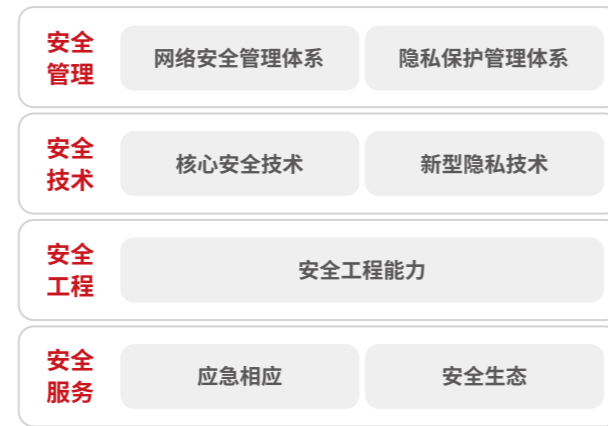 安全
管理
网络安全管理体系
隐私保护管理体系
安全
技术
核心安全技术
新型隐私技术
安全
工程
安全工程能力
安全
服务
应急相应
安全生态